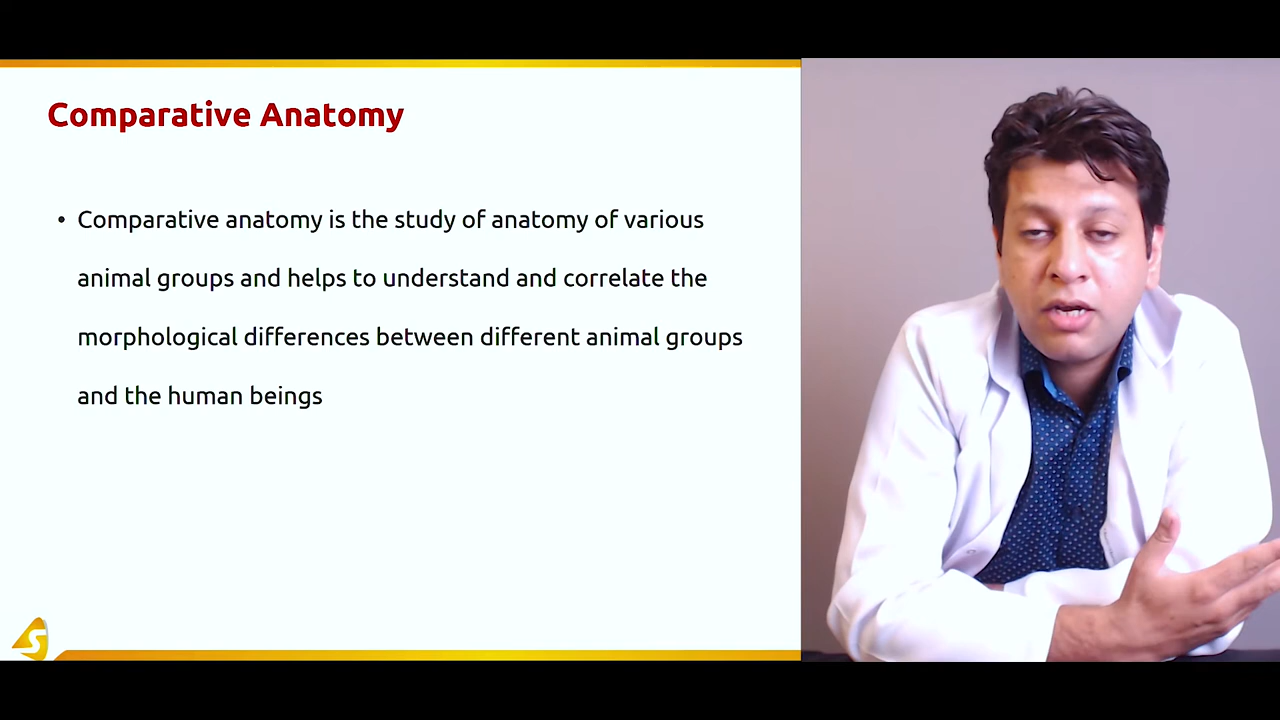 Comparative Anatomy
• Comparative anatomy is the study of anatomy of various
animal groups and helps to understand and correlate the
morphological differences between different animal groups
and the human beings
S